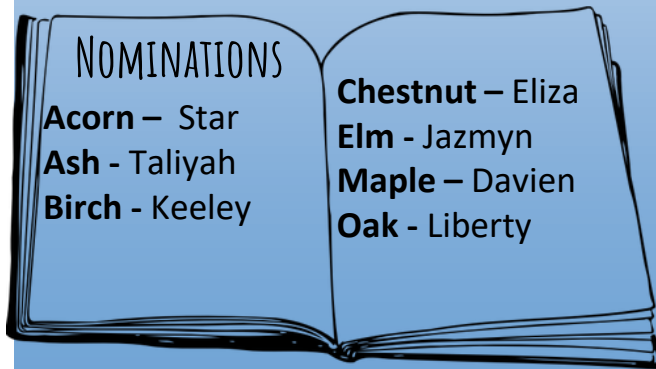 Nominations
Acorn – Star
Ash - Taliyah
Birch - Keeley
Chestnut – Eliza
Elm - Jazmyn
Maple – Davien
Oak - Liberty